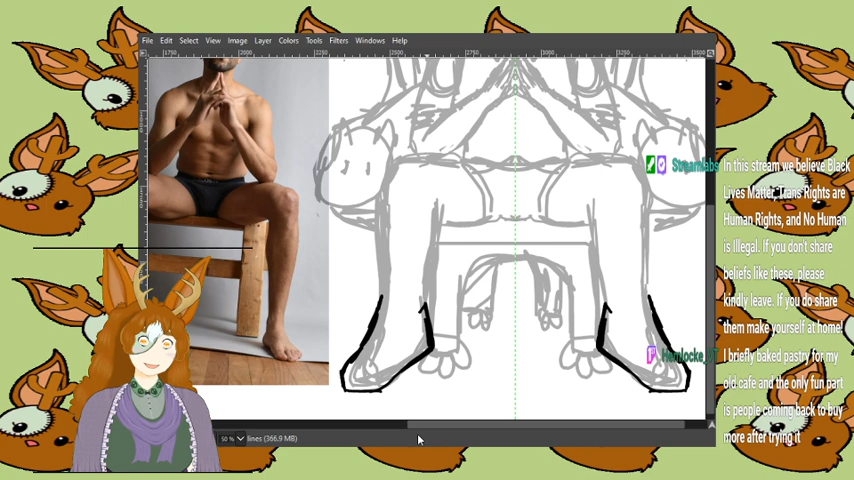 File Edit Select View Image Layer Colors Tools Filters Windows Help
1750 2000 2250 2500 2750 3000 3250 3500
Streamlabs In this stream we believe Black
Lives Matter, Trans Rights are
Human Rights, and No Human
is Illegal. If you don't share
beliefs like these, please
kindly leave. If you do share
them make yourself at home!
Hemlocke_VT I briefly baked pastry for my
old cafe and the only fun part
is people coming back to buy
more after trying it
50 % lines (366.9 MB)